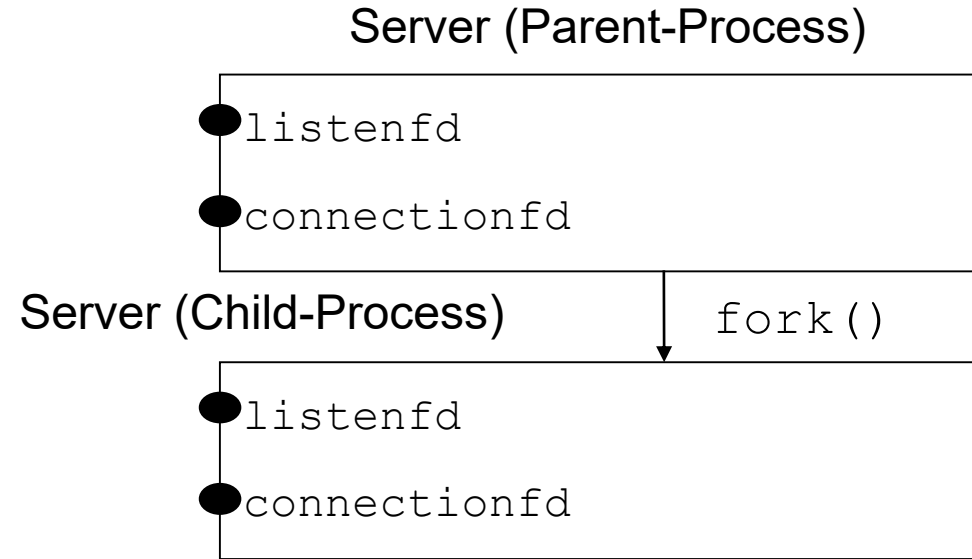 Server (Parent-Process)
listenfd
connectionfd
Server (Child-Process)
fork()
listenfd
connectionfd